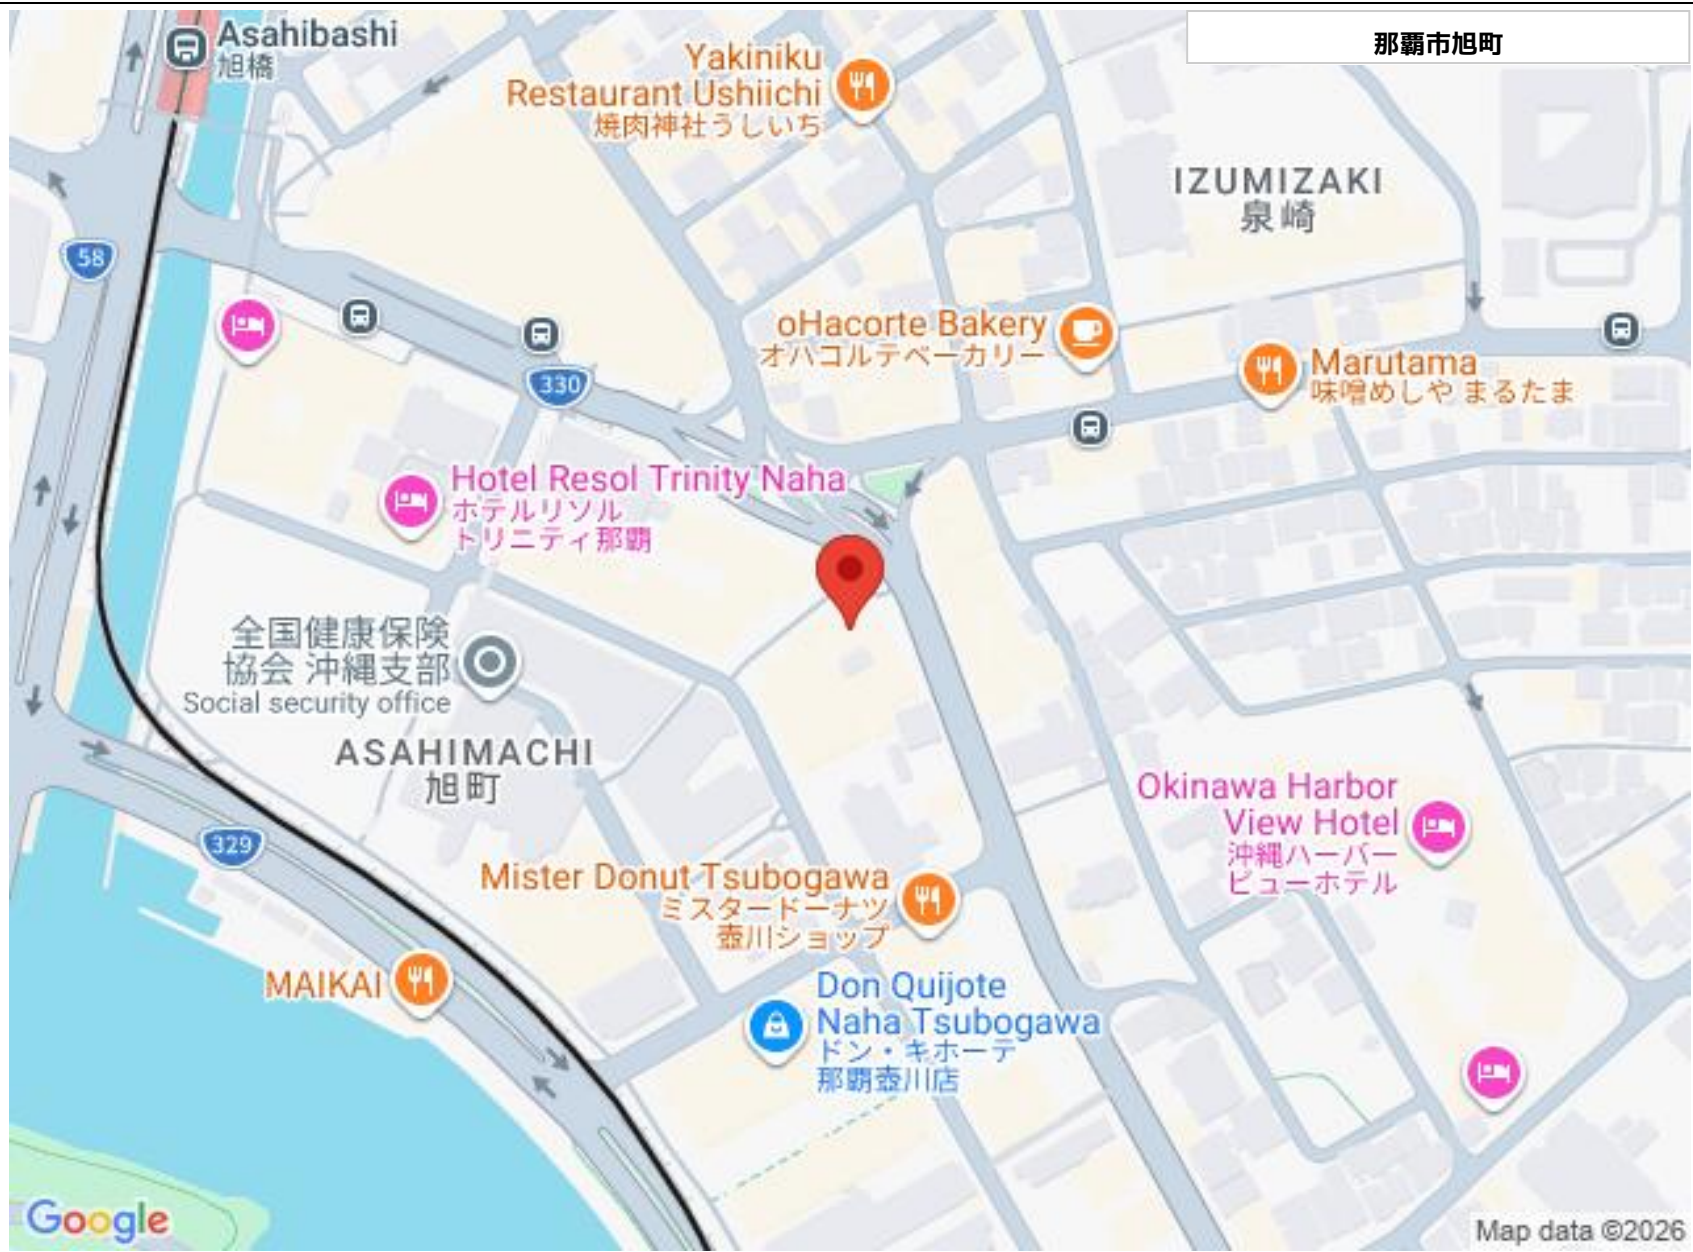 Asahibashi
旭橋
那覇市旭町
Yakiniku
Restaurant Ushiichi
焼肉神社うしいち
IZUMIZAKI
泉崎
58
oHacorte Bakery
オハコルテベーカリー
Marutama
味噌めしや まるたま
330
Hotel Resol Trinity Naha
ホテルリソル
トリニティ那覇
全国健康保険
協会 沖縄支部
Social security office
ASAHIMACHI
旭町
Okinawa Harbor
View Hotel
沖縄ハーバー
ビューホテル
329
Mister Donut Tsubogawa
ミスタードーナツ
壺川ショップ
MAIKAI
Don Quijote
Naha Tsubogawa
ドン・キホーテ
那覇壺川店
Google
Map data ©2026